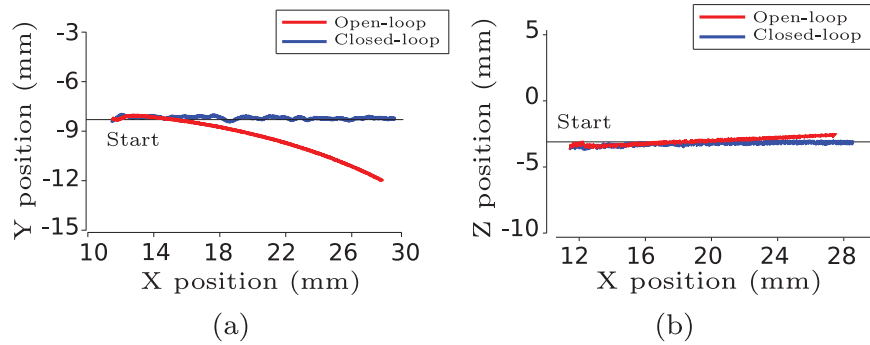 Open-loop
Closed-loop
-3
-6
-9
-12
-15
Y position (mm)
Start
10
14
18
22
26
30
X position (mm)
(a)
Open-loop
Closed-loop
5
0
-5
-10
Z position (mm)
Start
12
16
20
24
28
X position (mm)
(b)